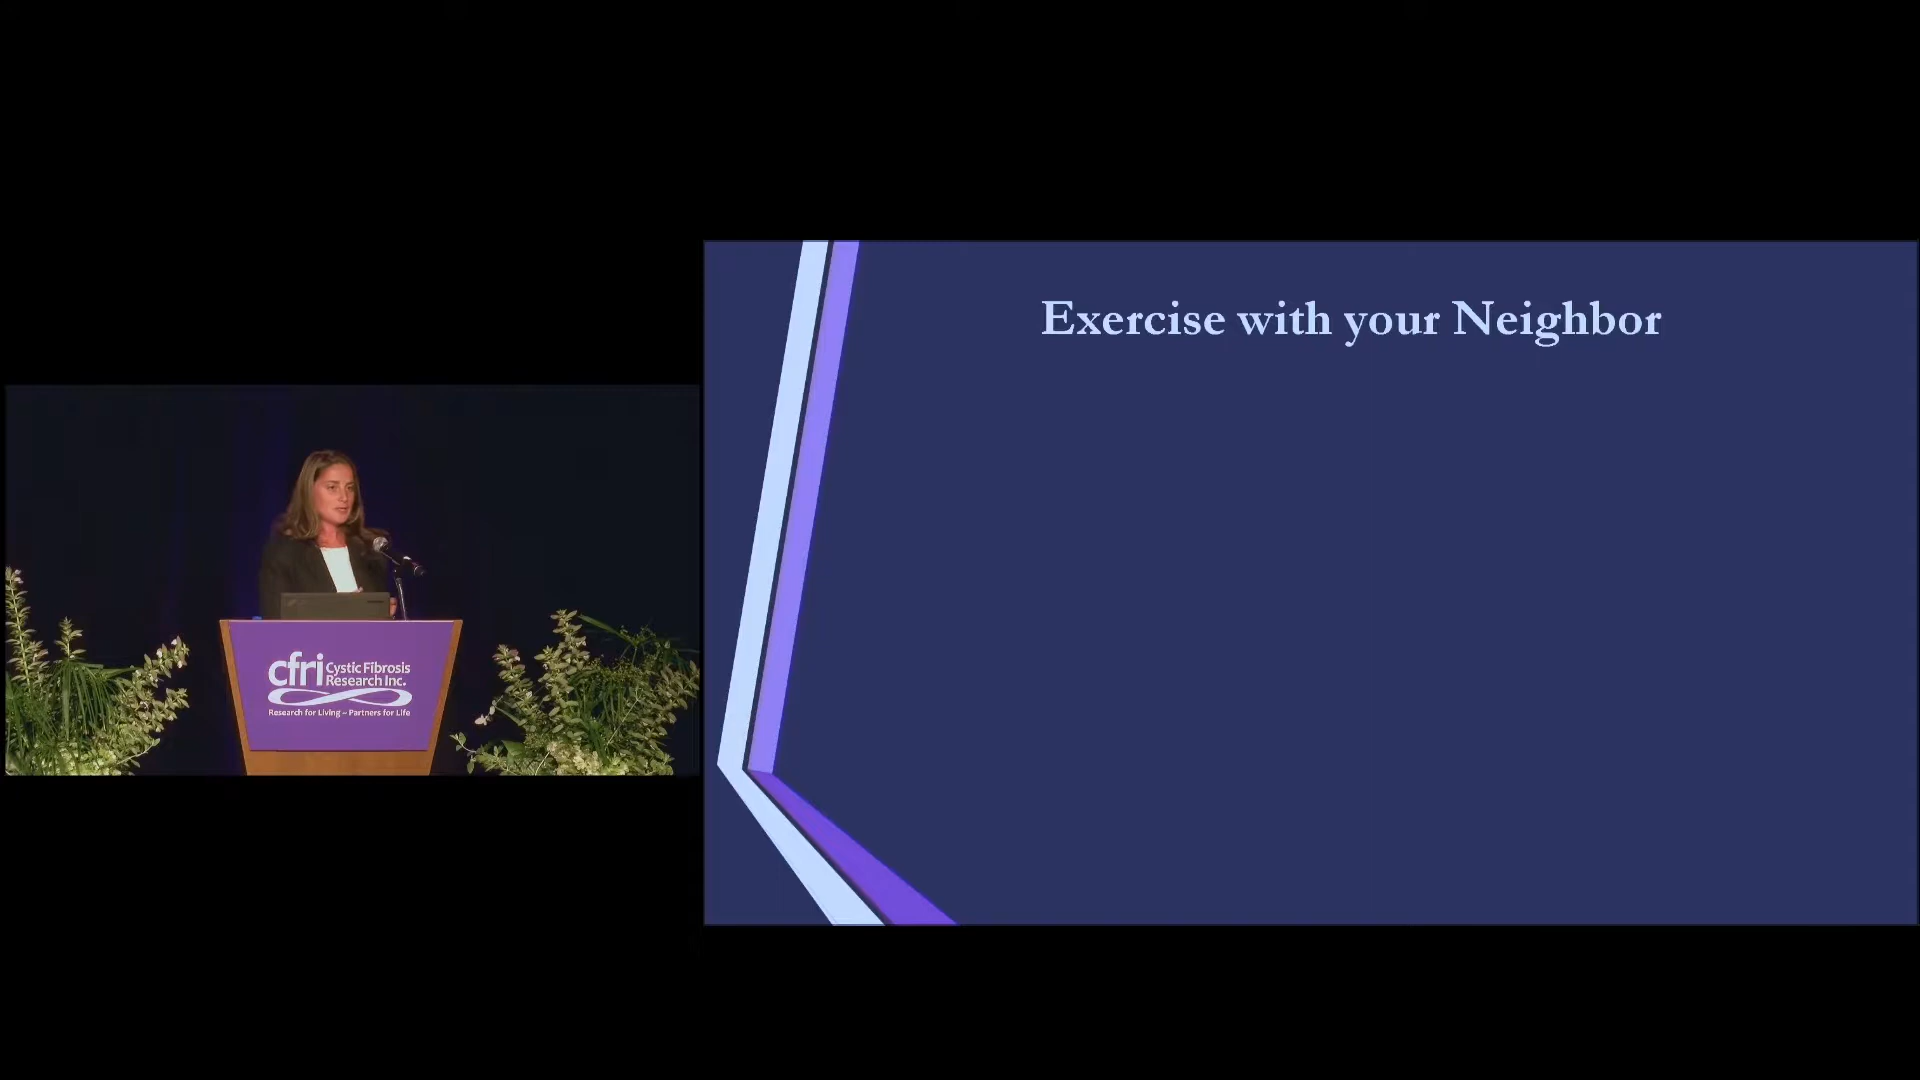 Exercise with your Neighbor
cfri Cystic Fibrosis
Research Inc.
Research for Living ~ Partners for Life